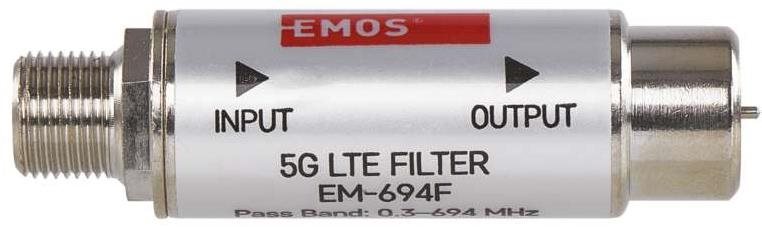 EMOS
INPUT OUTPUT
5G LTE FILTER
EM-694F
Pass Band: 0.3–694 MHz